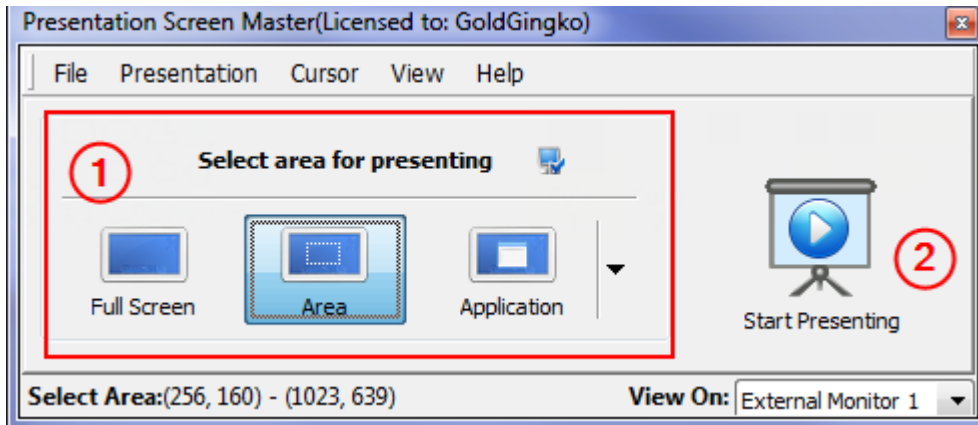 Presentation Screen Master(Licensed to: GoldGingko)
File Presentation Cursor View Help
1
Select area for presenting
Full Screen Area Application
2
Start Presenting
Select Area:(256, 160) - (1023, 639) View On: External Monitor 1